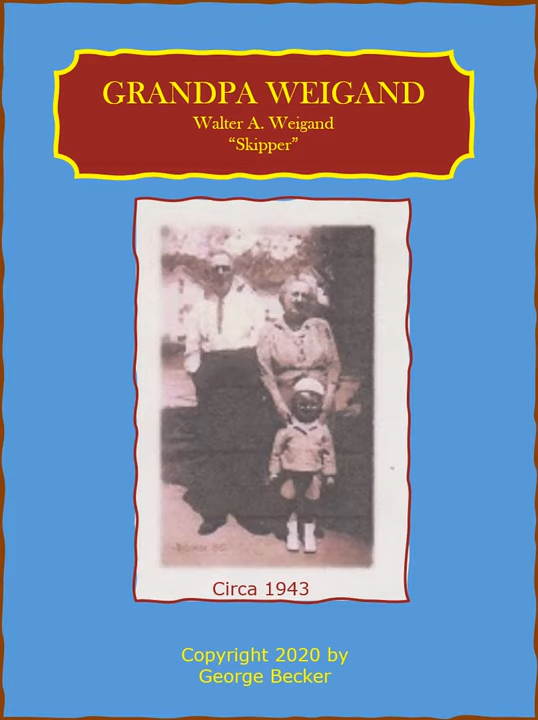 GRANDPA WEIGAND
Walter A. Weigand
“Skipper”
Circa 1943
Copyright 2020 by
George Becker